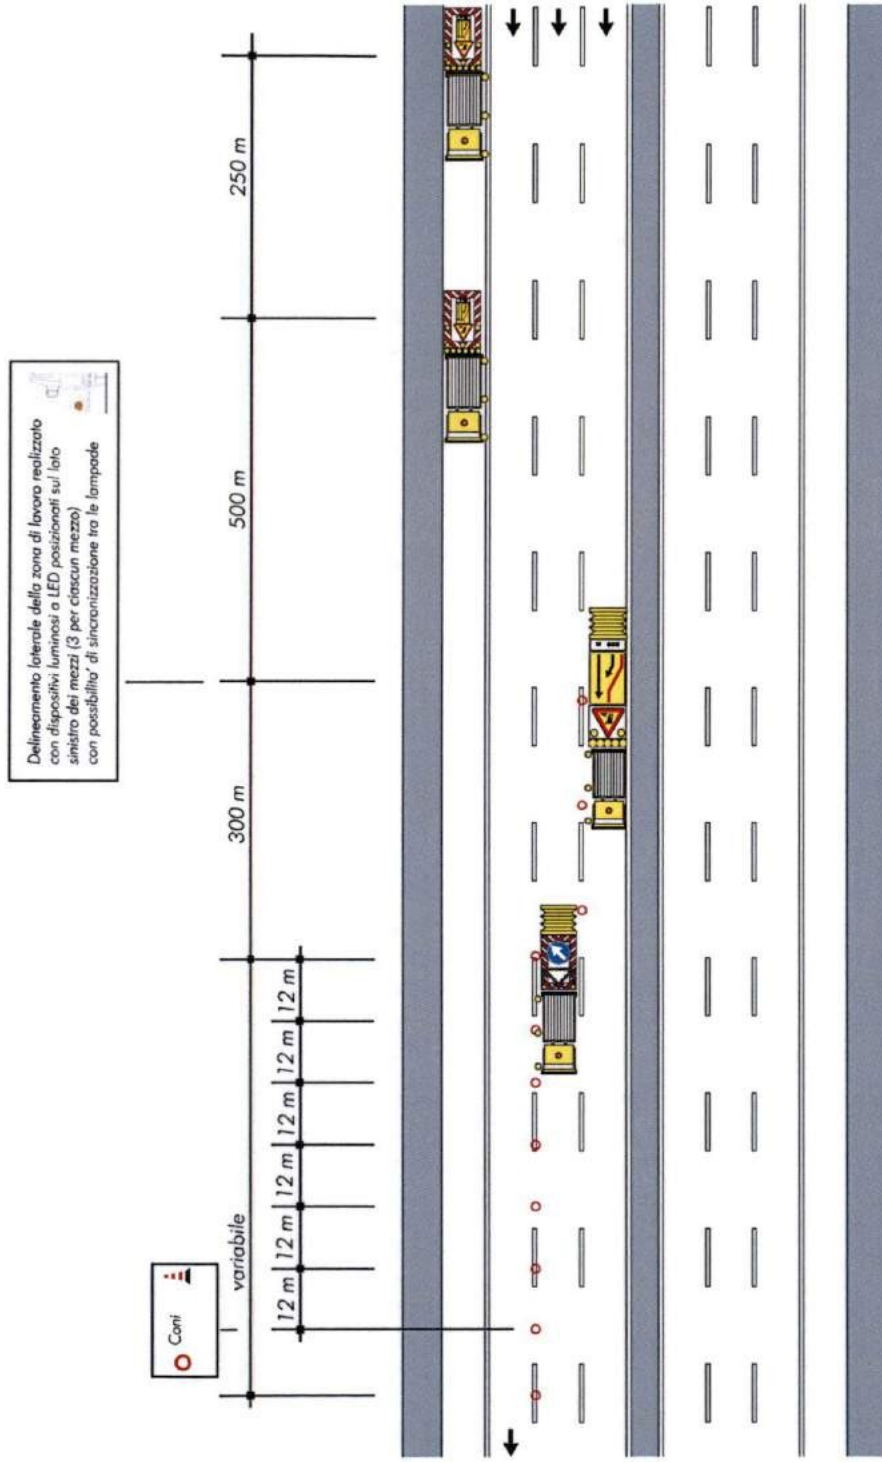 Delineamento laterale della zona di lavoro realizzato
con dispositivi luminosi a LED posizionati sul lato
sinistro dei mezzi (3 per ciascun mezzo)
con possibilita' di sincronizzazione tra le lampade
Coni
variabile
300 m
500 m
250 m
12 m
12 m
12 m
12 m
12 m
12 m